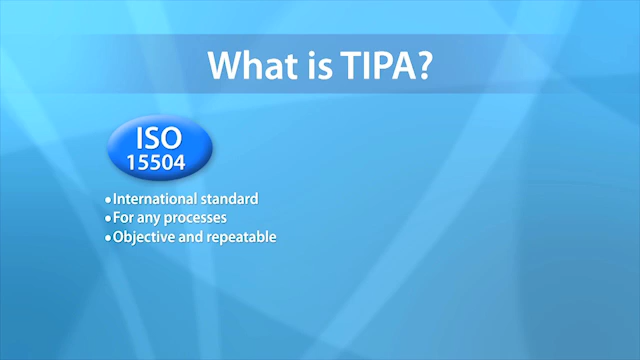 What is TIPA?
ISO
15504
•International standard
•For any processes
•Objective and repeatable